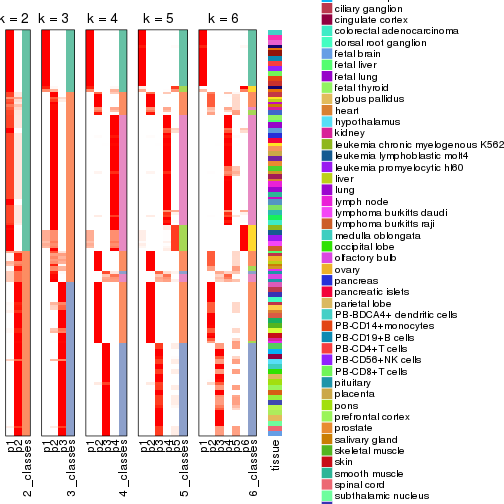 k = 2
k = 3
k = 4
k = 5
k = 6
p1
p2
2_classes
p1
p2
p3
3_classes
p1
p2
p3
p4
4_classes
p1
p2
p3
p4
p5
5_classes
p1
p2
p3
p4
p5
p6
6_classes
tissue
ciliary ganglion
cingulate cortex
colorectal adenocarcinoma
dorsal root ganglion
fetal brain
fetal liver
fetal lung
fetal thyroid
globus pallidus
heart
hypothalamus
kidney
leukemia chronic myelogenous K562
leukemia lymphoblastic molt4
leukemia promyelocytic hl60
liver
lung
lymph node
lymphoma burkitts daudi
lymphoma burkitts raji
medulla oblongata
occipital lobe
olfactory bulb
ovary
pancreas
pancreatic islets
parietal lobe
PB-BDCA4+ dendritic cells
PB-CD14+monocytes
PB-CD19+B cells
PB-CD4+T cells
PB-CD56+NK cells
PB-CD8+T cells
pituitary
placenta
pons
prefrontal cortex
prostate
salivary gland
skeletal muscle
skin
smooth muscle
spinal cord
subthalamic nucleus